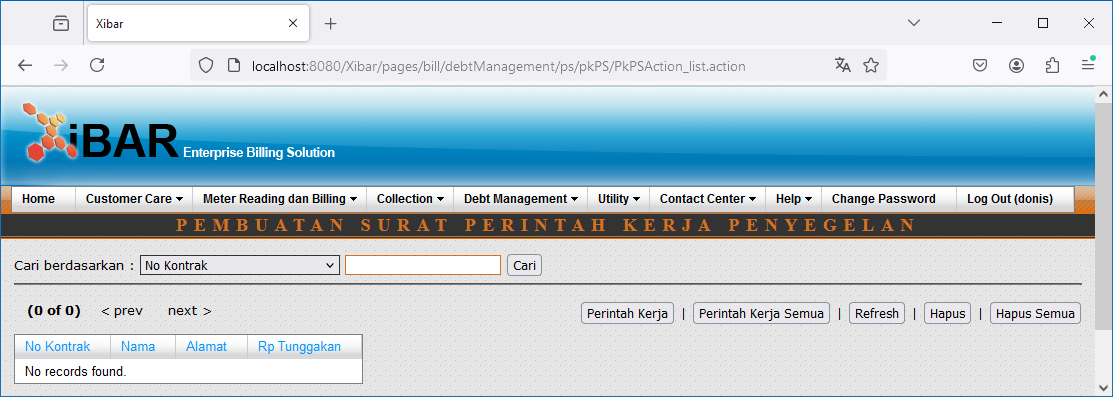 Xibar
localhost:8080/Xibar/pages/bill/debtManagement/ps/pkPS/PkPSAction_list.action
iBAR Enterprise Billing Solution
Home Customer Care Meter Reading dan Billing Collection Debt Management Utility Contact Center Help Change Password Log Out (donis)
PEMBUATAN SURAT PERINTAH KERJA PENYEGELAN
Cari berdasarkan : No Kontrak Cari
(0 of 0) < prev next > Perintah Kerja | Perintah Kerja Semua | Refresh | Hapus | Hapus Semua
No Kontrak Nama Alamat Rp Tunggakan
No records found.